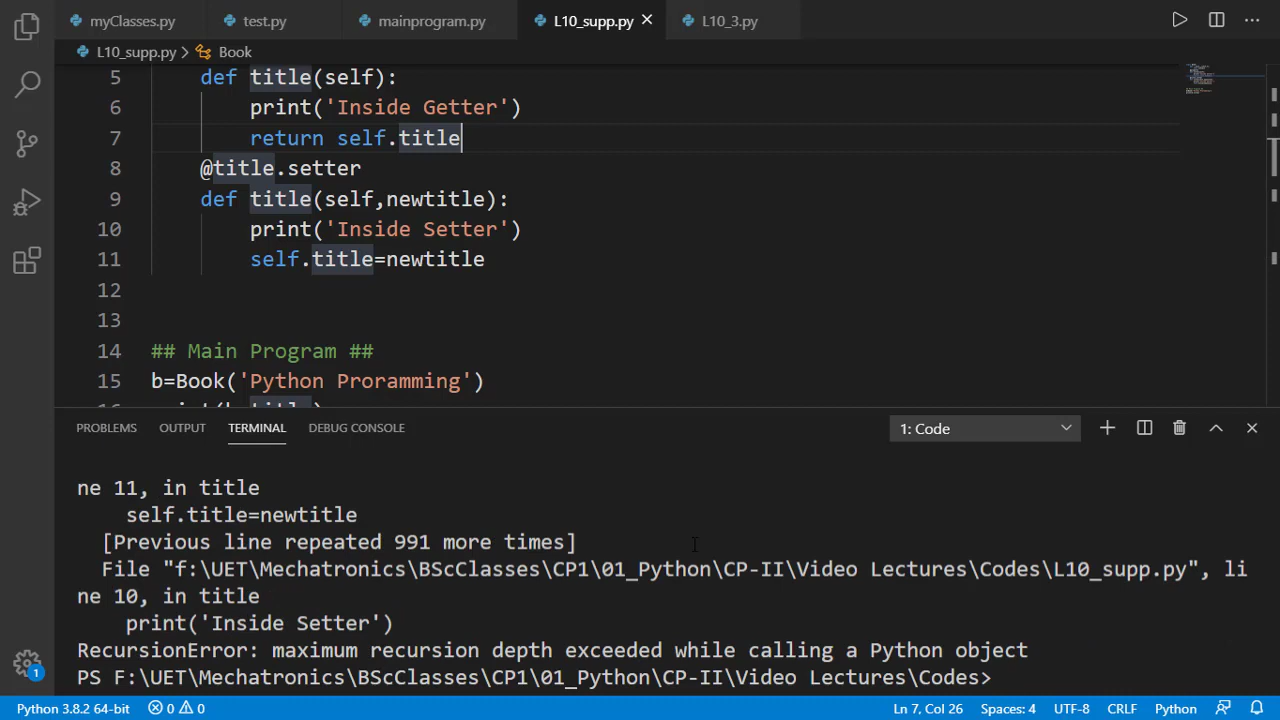 myClasses.py test.py mainprogram.py L10_supp.py L10_3.py
L10_supp.py > Book
5 def title(self):
6 print('Inside Getter')
7 return self.title
8 @title.setter
9 def title(self,newtitle):
10 print('Inside Setter')
11 self.title=newtitle
12
13
14 ## Main Program ##
15 b=Book('Python Proramming')
PROBLEMS OUTPUT TERMINAL DEBUG CONSOLE 1: Code
ne 11, in title
self.title=newtitle
[Previous line repeated 991 more times]
File "f:\UET\Mechatronics\BScClasses\CP1\01_Python\CP-II\Video Lectures\Codes\L10_supp.py", li
ne 10, in title
print('Inside Setter')
RecursionError: maximum recursion depth exceeded while calling a Python object
PS F:\UET\Mechatronics\BScClasses\CP1\01_Python\CP-II\Video Lectures\Codes>
1
Python 3.8.2 64-bit 0 0 Ln 7, Col 26 Spaces: 4 UTF-8 CRLF Python